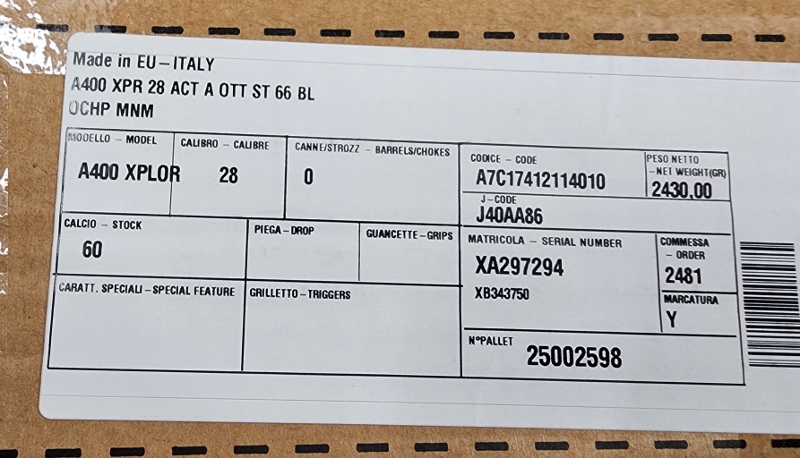 Made in EU – ITALY
A400 XPR 28 ACT A OTT ST 66 BL
OCHP MNM
MODELLO – MODEL
A400 XPLOR
CALIBRO – CALIBRE
28
CANNE/STROZZ – BARRELS/CHOKES
0
CODICE – CODE
A7C17412114010
PESO NETTO
– NET WEIGHT(GR)
2430,00
J–CODE
J40AA86
CALCIO – STOCK
60
PIEGA – DROP
GUANCETTE – GRIPS
MATRICOLA – SERIAL NUMBER
XA297294
XB343750
COMMESSA
– ORDER
2481
MARCATURA
Y
CARATT. SPECIALI – SPECIAL FEATURE
GRILLETTO – TRIGGERS
N°PALLET
25002598